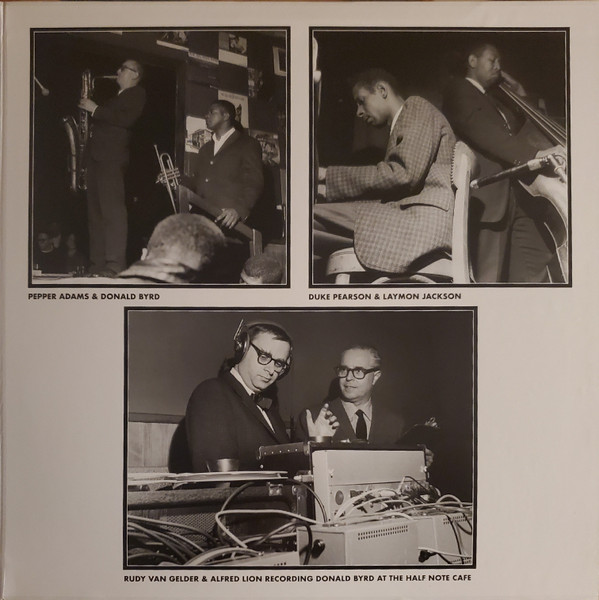 PEPPER ADAMS & DONALD BYRD
DUKE PEARSON & LAYMON JACKSON
RUDY VAN GELDER & ALFRED LION RECORDING DONALD BYRD AT THE HALF NOTE CAFE